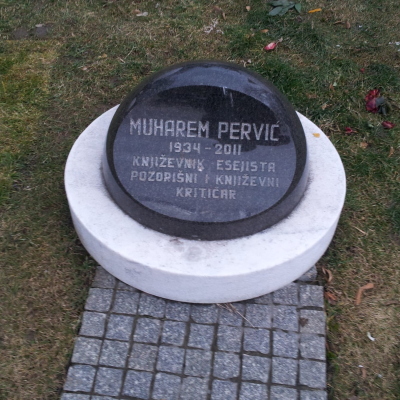 MUHAREM PERVIĆ
1934-2011
KNJIŽEVNIK ESEJISTA
POZORIŠNI I KNJIŽEVNI
KRITIČAR